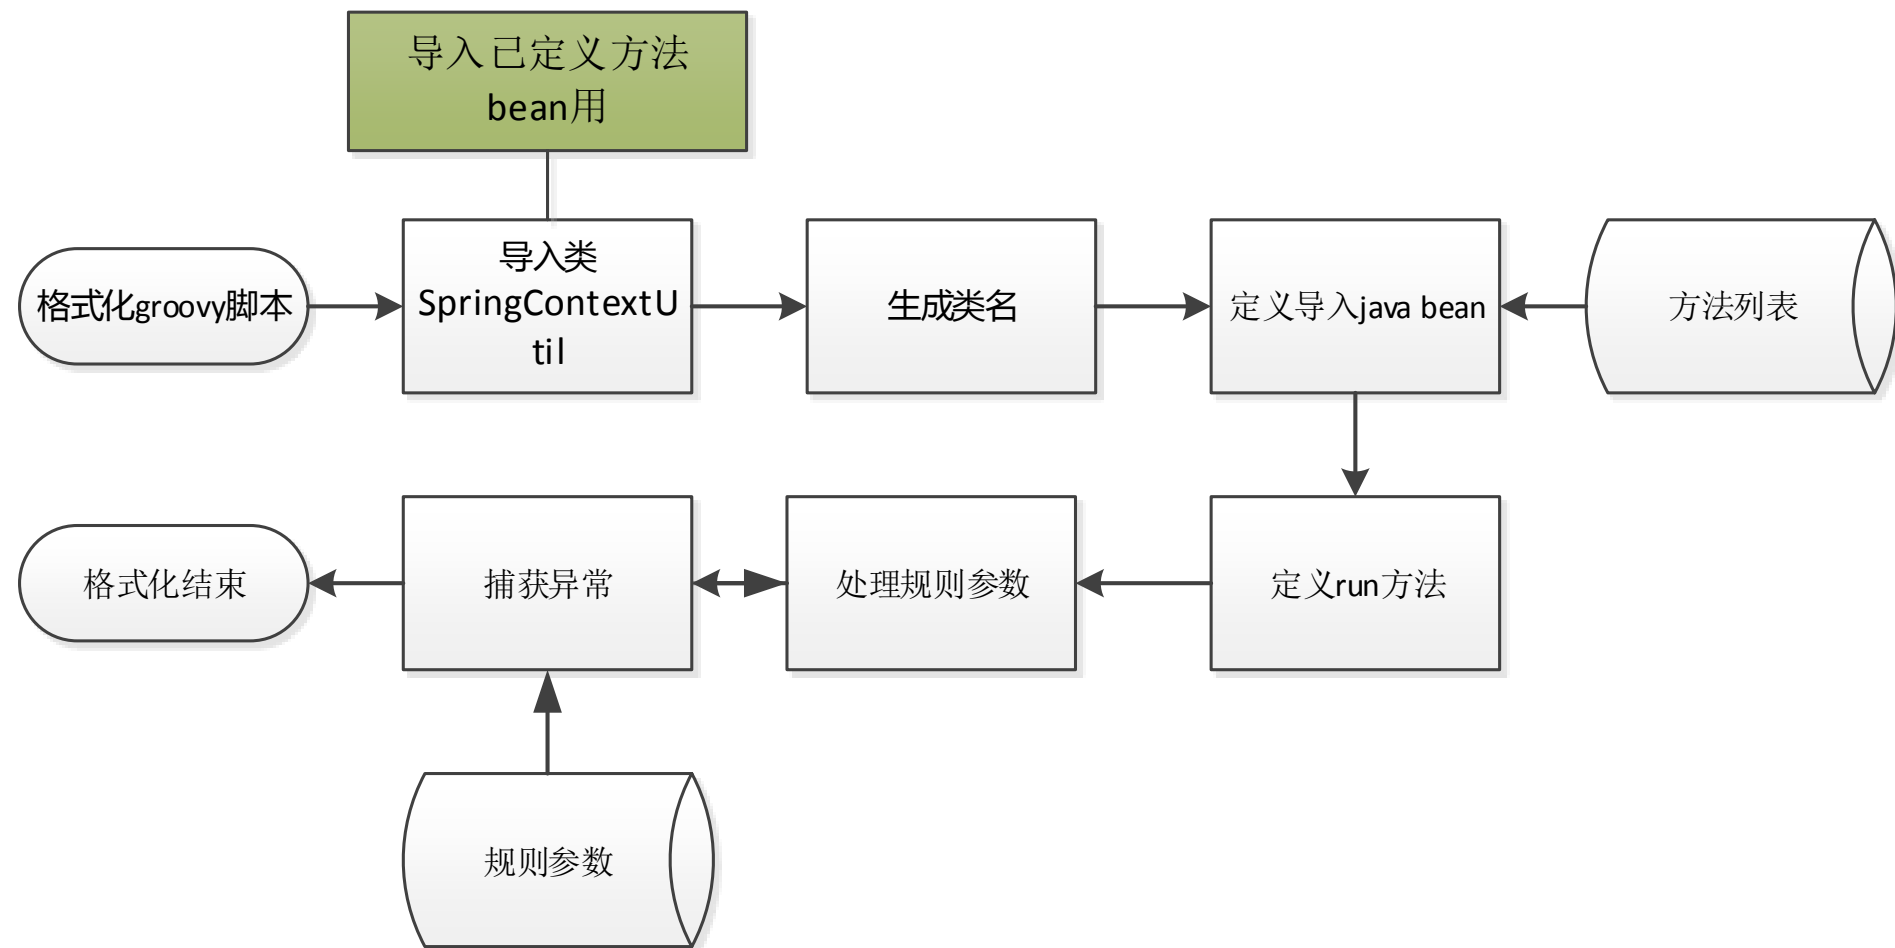 导入已定义方法
bean用
格式化groovy脚本
导入类
SpringContextU
til
生成类名
定义导入java bean
方法列表
格式化结束
捕获异常
处理规则参数
定义run方法
规则参数